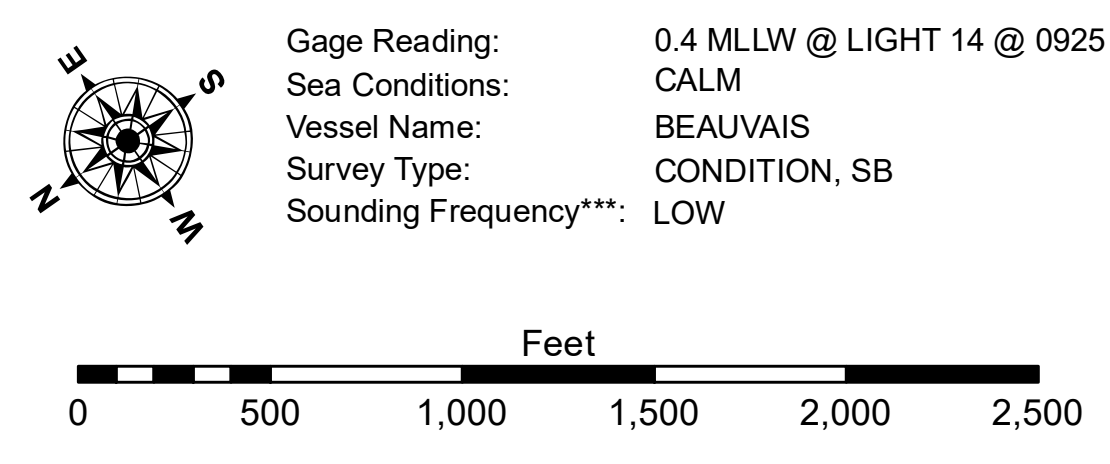 E
S
N
W
Gage Reading: 0.4 MLLW @ LIGHT 14 @ 0925
Sea Conditions: CALM
Vessel Name: BEAUVAIS
Survey Type: CONDITION, SB
Sounding Frequency***: LOW
Feet
0 500 1,000 1,500 2,000 2,500